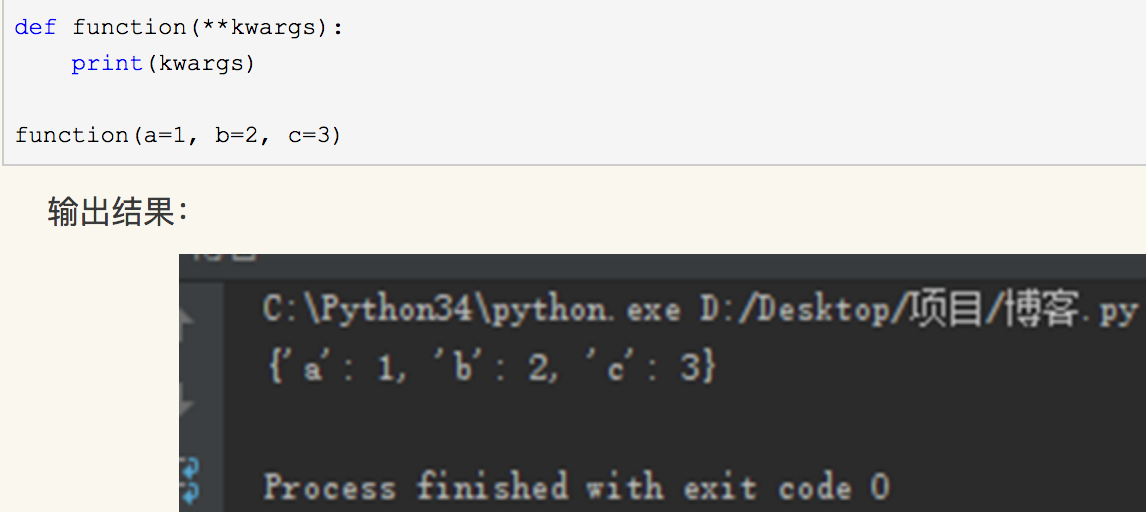 def function(**kwargs):
    print(kwargs)
function(a=1, b=2, c=3)
输出结果:
C:\Python34\python.exe D:/Desktop/项目/博客.py
{'a': 1, 'b': 2, 'c': 3}
Process finished with exit code 0